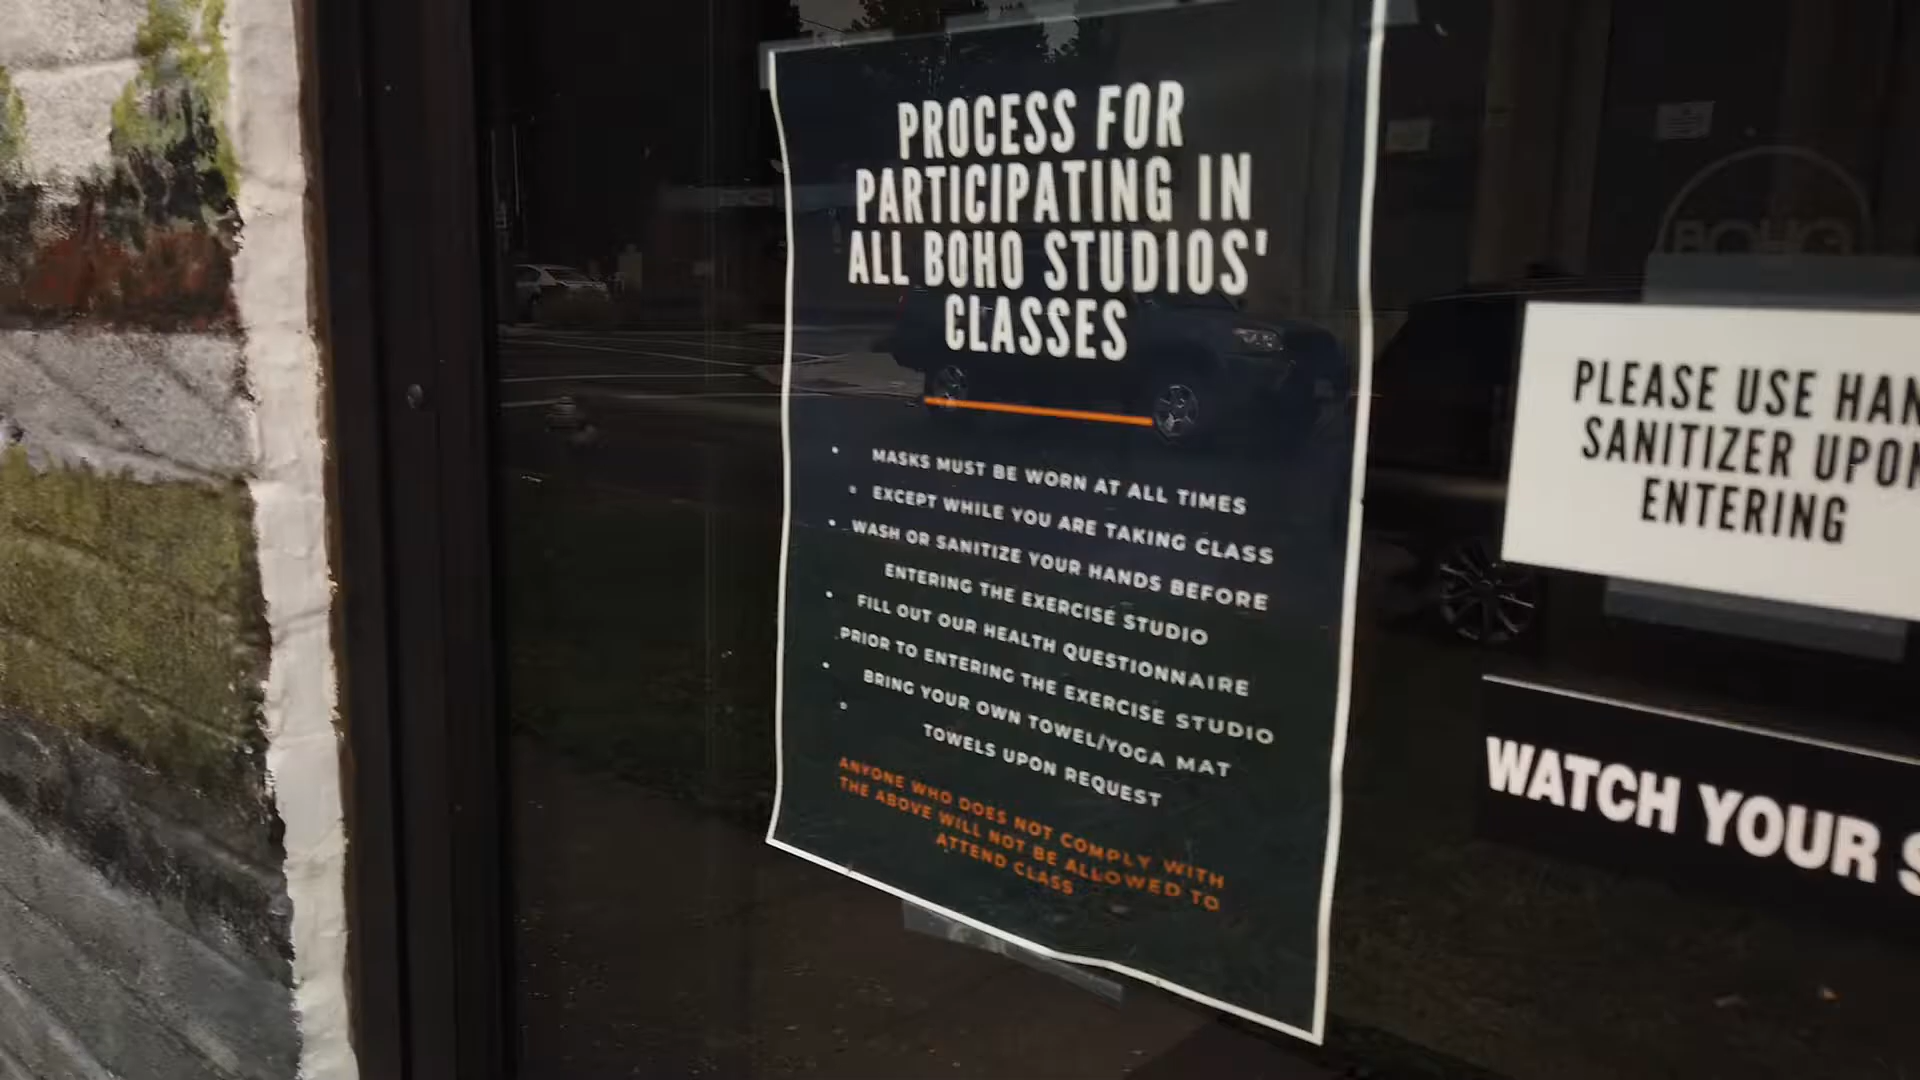 PROCESS FOR
PARTICIPATING IN
ALL BOHO STUDIOS'
CLASSES
• MASKS MUST BE WORN AT ALL TIMES
• EXCEPT WHILE YOU ARE TAKING CLASS
• WASH OR SANITIZE YOUR HANDS BEFORE
ENTERING THE EXERCISE STUDIO
• FILL OUT OUR HEALTH QUESTIONNAIRE
PRIOR TO ENTERING THE EXERCISE STUDIO
• BRING YOUR OWN TOWEL/YOGA MAT
• TOWELS UPON REQUEST
ANYONE WHO DOES NOT COMPLY WITH
THE ABOVE WILL NOT BE ALLOWED TO
ATTEND CLASS
BOHO
PLEASE USE HAN
SANITIZER UPON
ENTERING
WATCH YOUR S